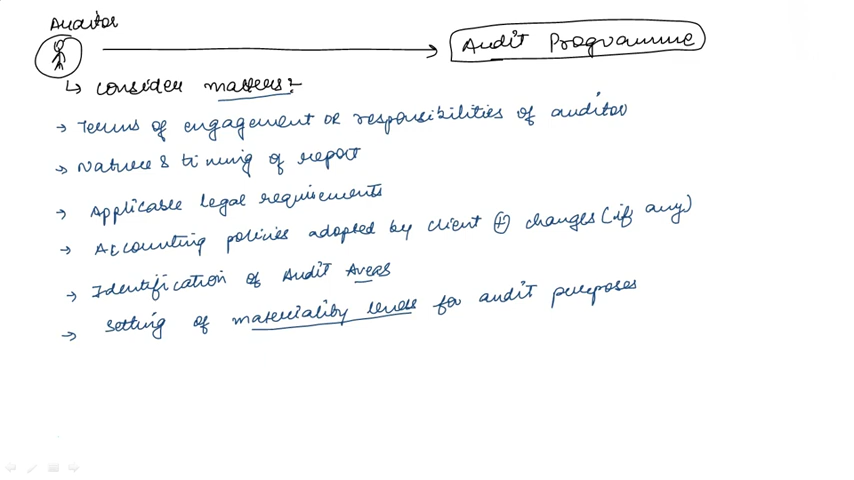 Auditor
Audit Programme
↳ consider matters:-
→ Terms of engagement OR responsibilities of auditor
→ Nature & timing of report
→ Applicable legal requirements
→ Accounting policies adopted by client ⊕ changes (if any)
→ Identification of Audit Areas
→ Setting of materiality levels for audit purposes